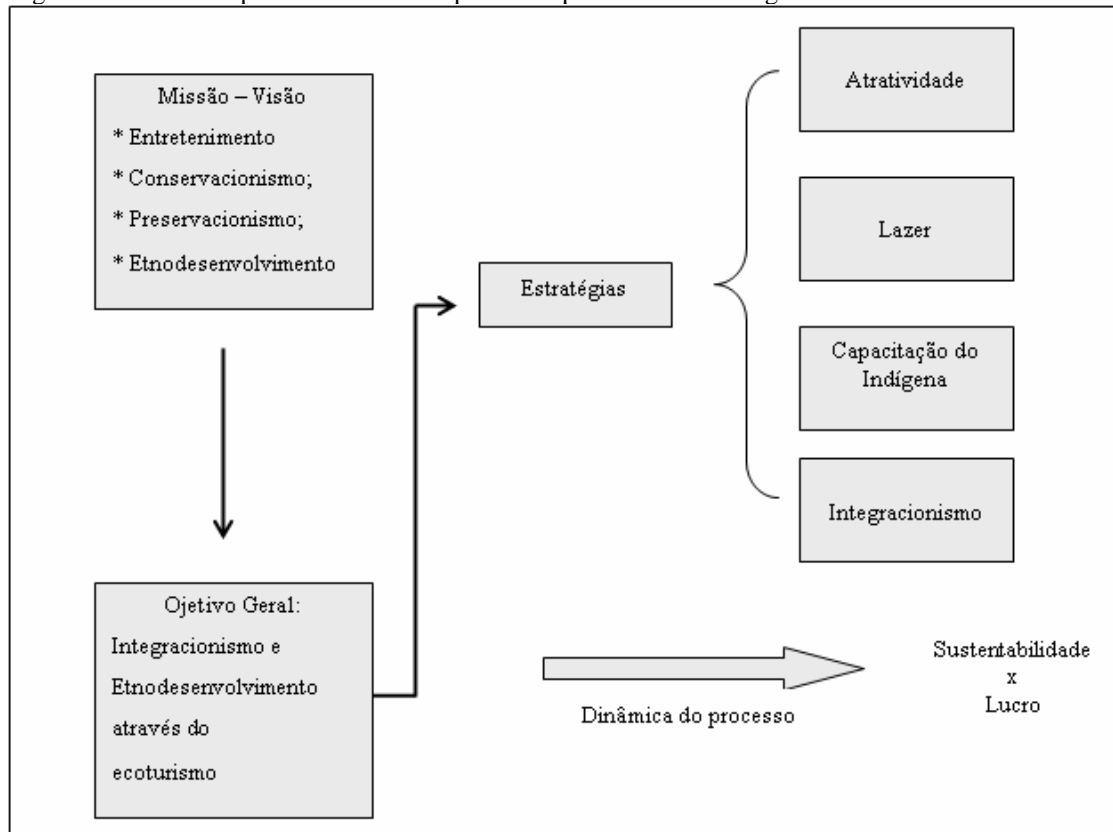 Missão – Visão
* Entretenimento
* Conservacionismo;
* Preservacionismo;
* Etnodesenvolvimento
Ojetivo Geral:
Integracionismo e
Etnodesenvolvimento
através do
ecoturismo
Estratégias
Atratividade
Lazer
Capacitação do
Indígena
Integracionismo
Dinâmica do processo
Sustentabilidade
x
Lucro